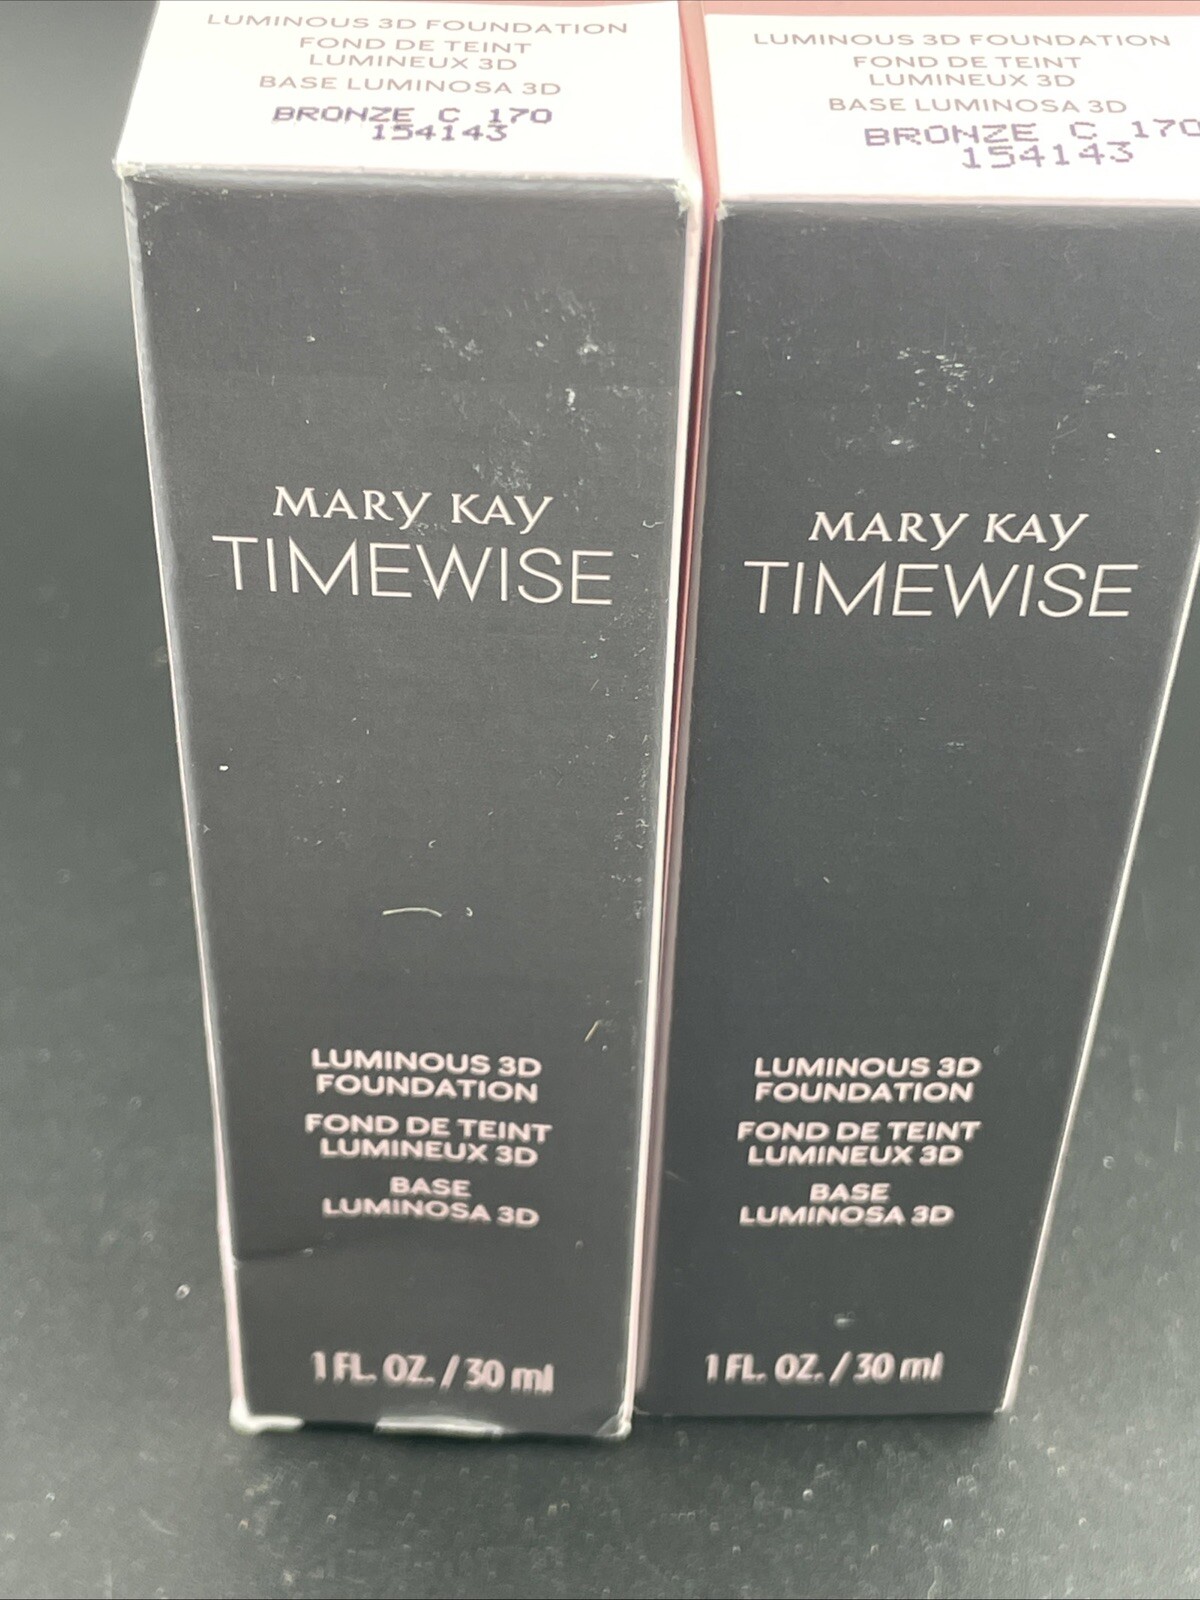 LUMINOUS 3D FOUNDATION
FOND DE TEINT
LUMINEUX 3D
BASE LUMINOSA 3D
BRONZE C 170
154143
MARY KAY
TIMEWISE
LUMINOUS 3D
FOUNDATION
FOND DE TEINT
LUMINEUX 3D
BASE
LUMINOSA 3D
1 FL. OZ. / 30 ml
LUMINOUS 3D FOUNDATION
FOND DE TEINT
LUMINEUX 3D
BASE LUMINOSA 3D
BRONZE C 170
154143
MARY KAY
TIMEWISE
LUMINOUS 3D
FOUNDATION
FOND DE TEINT
LUMINEUX 3D
BASE
LUMINOSA 3D
1 FL. OZ. / 30 ml